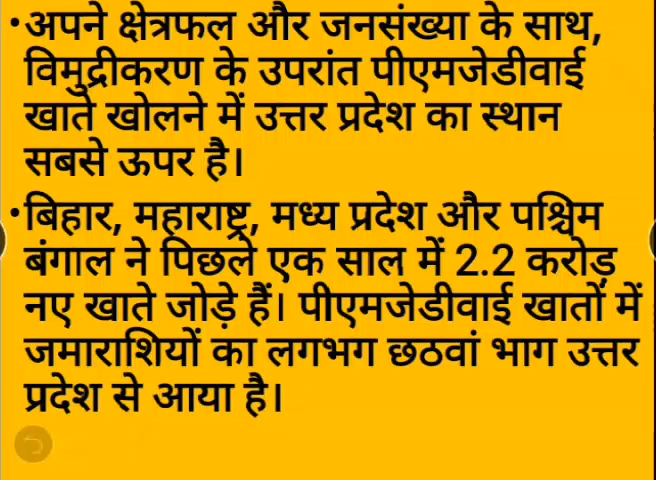 •अपने क्षेत्रफल और जनसंख्या के साथ,
विमुद्रीकरण के उपरांत पीएमजेडीवाई
खाते खोलने में उत्तर प्रदेश का स्थान
सबसे ऊपर है।
•बिहार, महाराष्ट्र, मध्य प्रदेश और पश्चिम
बंगाल ने पिछले एक साल में 2.2 करोड़
नए खाते जोड़े हैं। पीएमजेडीवाई खातों में
जमाराशियों का लगभग छठवां भाग उत्तर
प्रदेश से आया है।